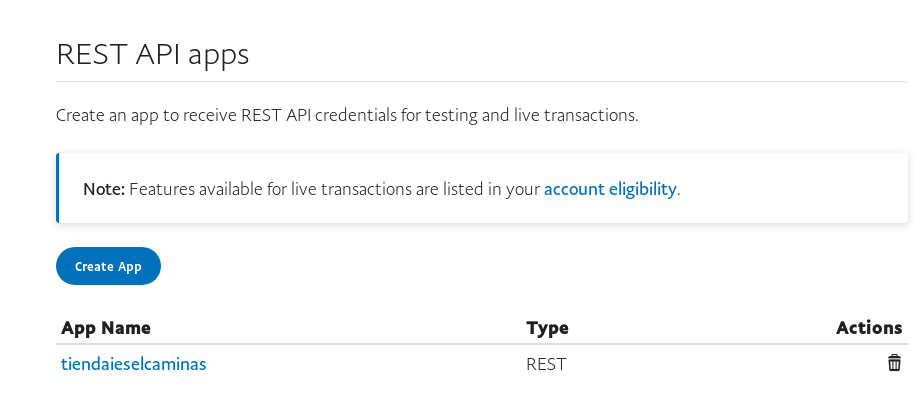 REST API apps
Create an app to receive REST API credentials for testing and live transactions.
Note: Features available for live transactions are listed in your account eligibility.
Create App
App Name Type Actions
tiendaieselcaminas REST